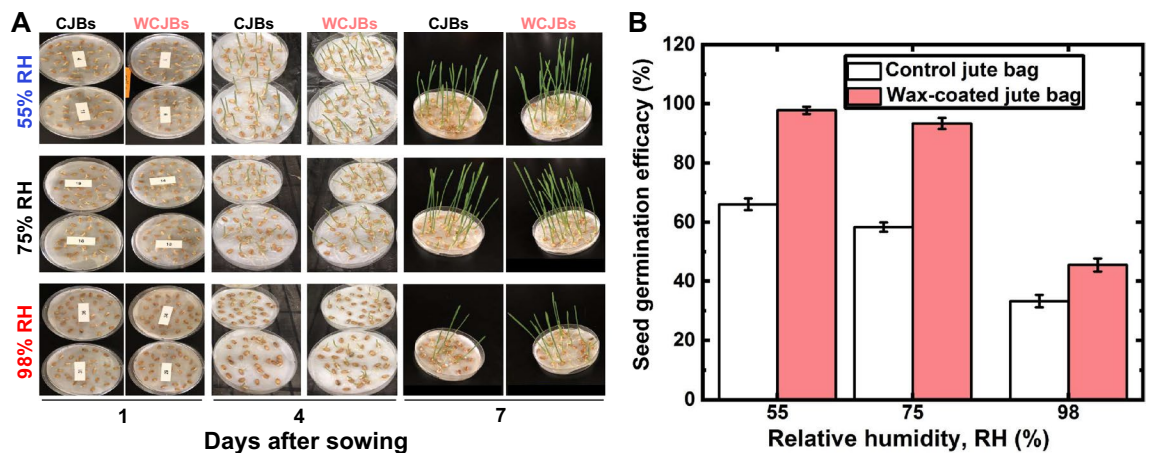 A
CJBs WCJBs CJBs WCJBs CJBs WCJBs
55% RH
75% RH
98% RH
1 4 7
Days after sowing
B
Seed germination efficacy (%)
120
100
80
60
40
20
0
Control jute bag
Wax-coated jute bag
55 75 98
Relative humidity, RH (%)